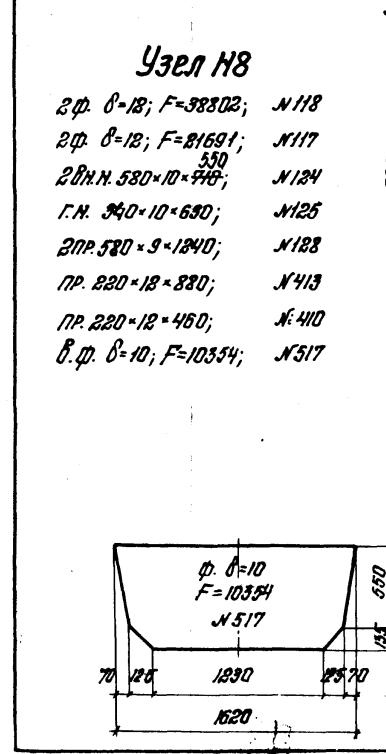 Узел Н8
2ф. δ=12; F=38802; №118
2ф. δ=12; F=21691; №117
550
2вн.н. 580×10×710; №124
г.н. 340×10×690; №125
2пр. 580×9×1240; №128
пр. 220×12×880; №413
пр. 220×12×460; №410
в.ф. δ=10; F=10354; №517
ф. δ=10
F=10354
№517
550
135
70 125 1230 125 70
1620